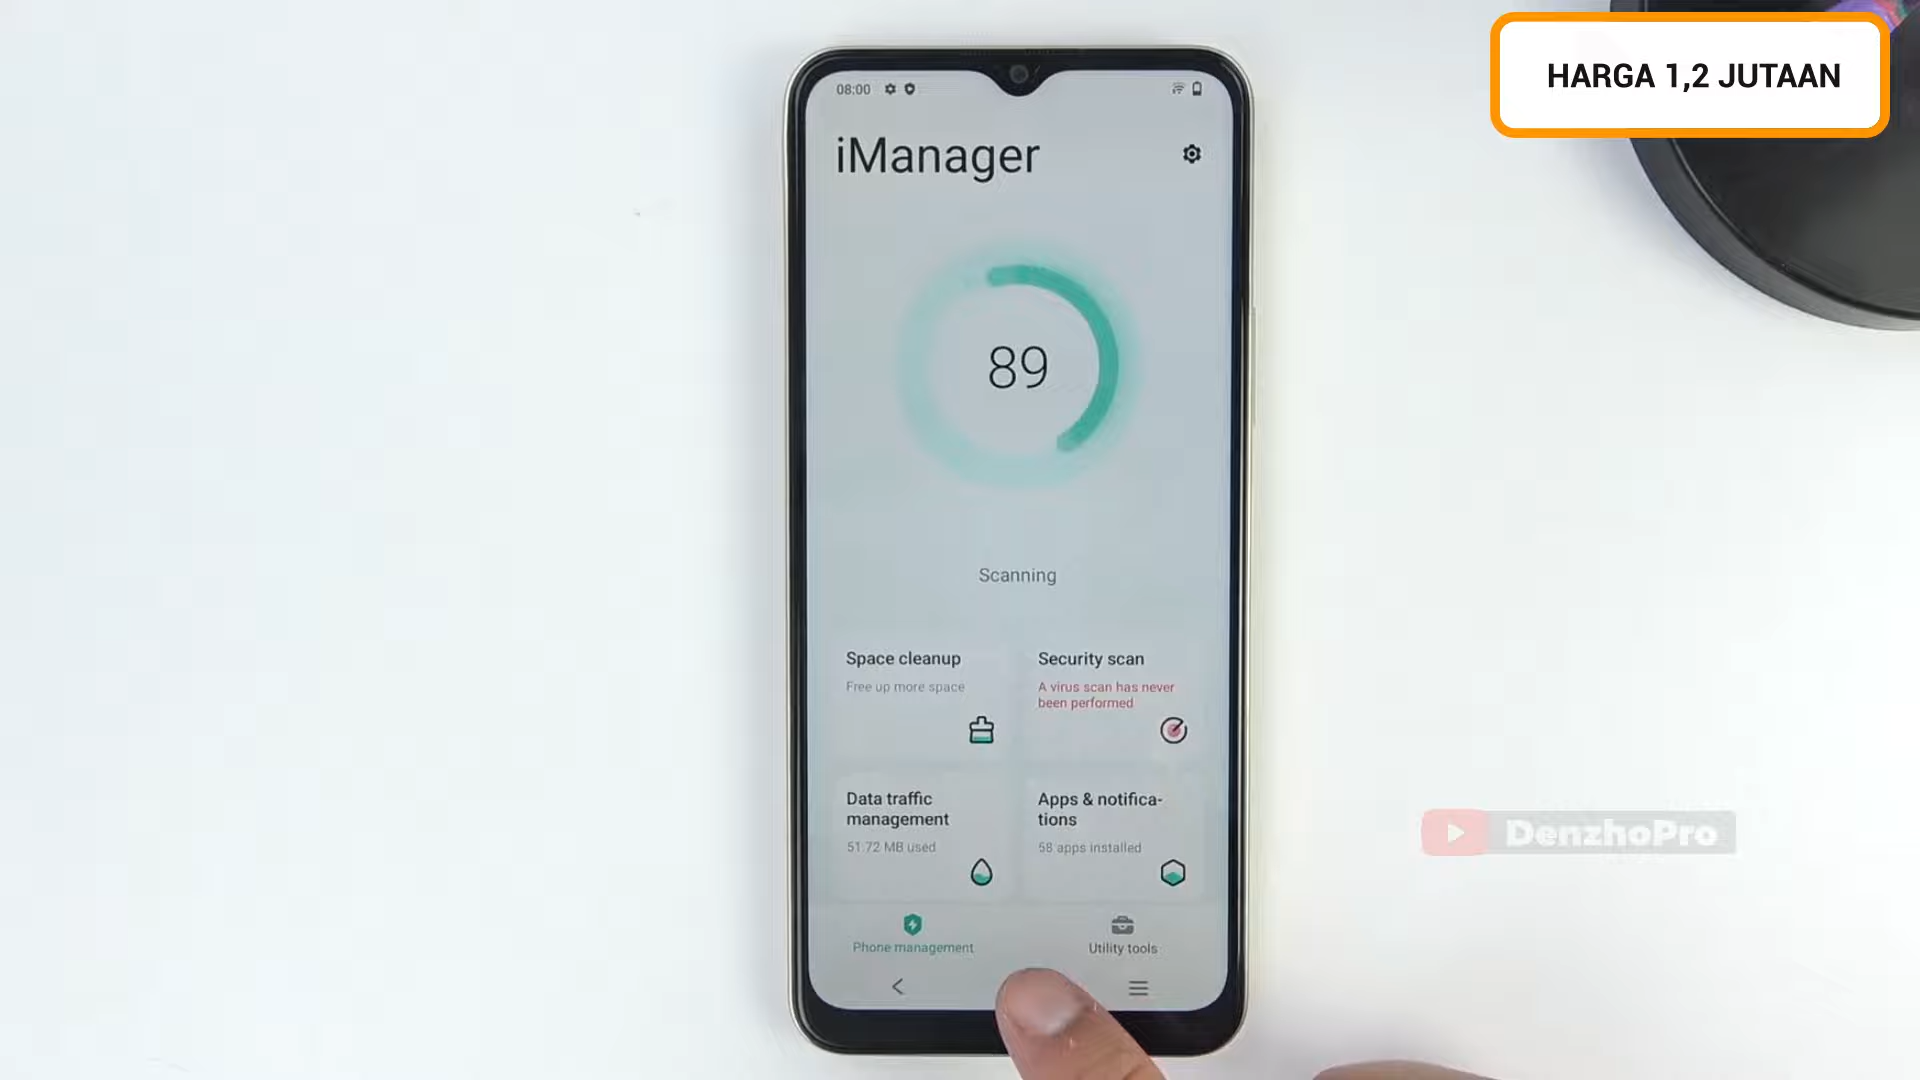 HARGA 1,2 JUTAAN
08:00
iManager
89
Scanning
Space cleanup
Free up more space
Security scan
A virus scan has never
been performed
Data traffic
management
51.72 MB used
Apps & notifica-
tions
58 apps installed
Phone management
Utility tools
DenzhoPro